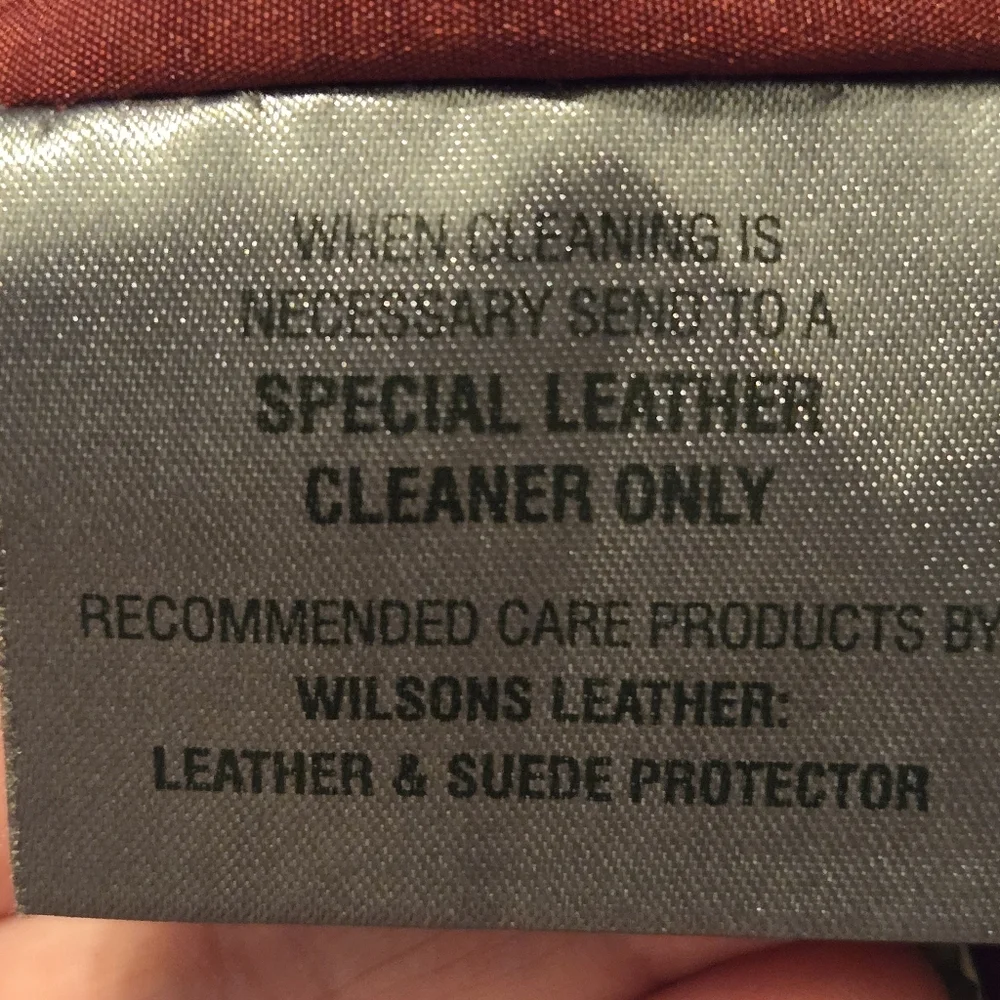 WHEN CLEANING IS
NECESSARY SEND TO A
SPECIAL LEATHER
CLEANER ONLY
RECOMMENDED CARE PRODUCTS BY
WILSONS LEATHER:
LEATHER & SUEDE PROTECTOR